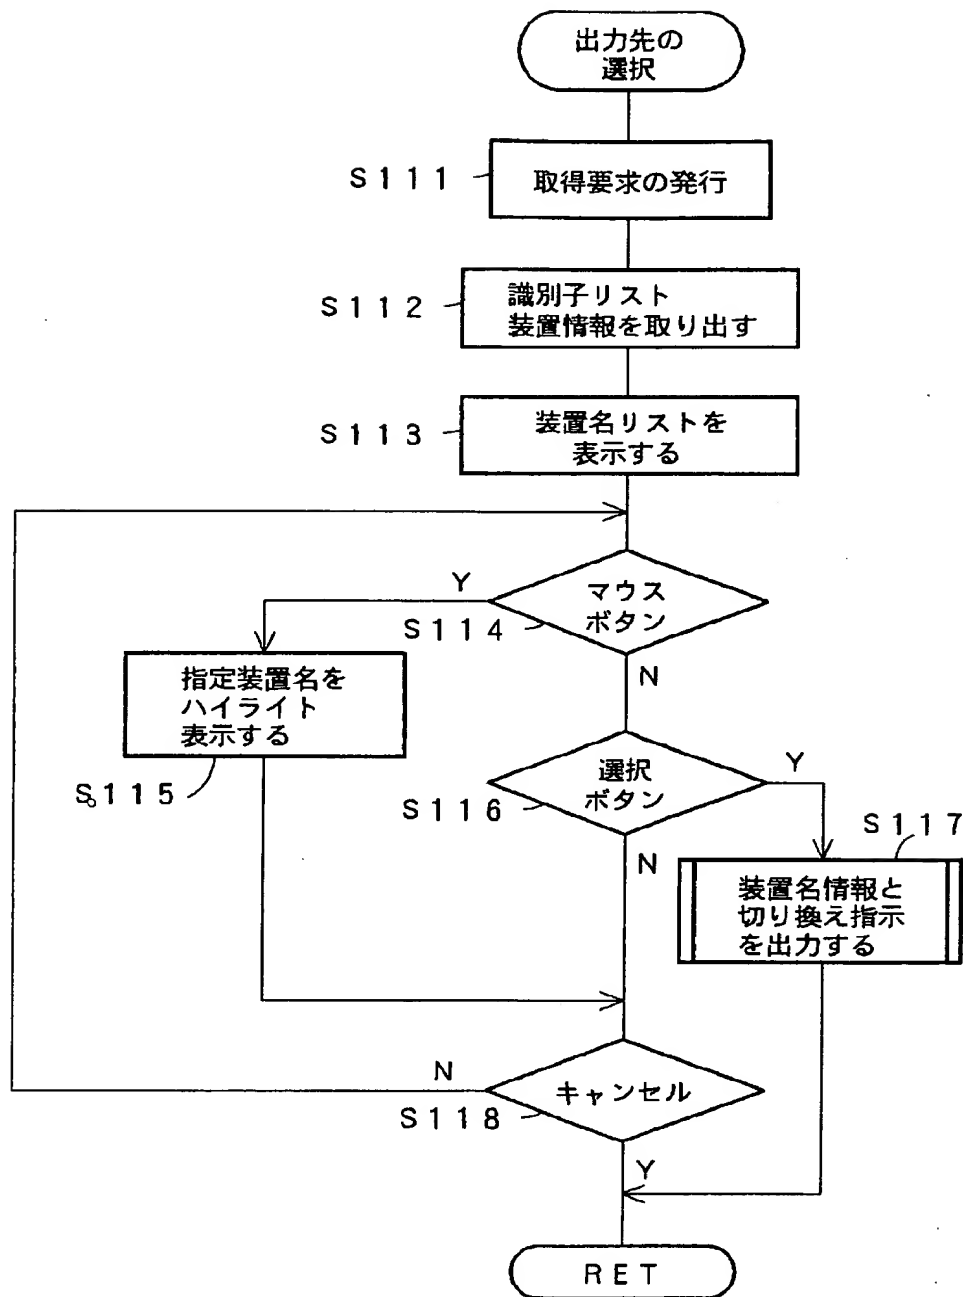 出力先の
選択
S111
取得要求の発行
S112
識別子リスト
装置情報を取り出す
S113
装置名リストを
表示する
Y
マウス
ボタン
S114
N
指定装置名を
ハイライト
表示する
S115
選択
ボタン
Y
S116
N
S117
装置名情報と
切り換え指示
を出力する
N
キャンセル
S118
Y
RET